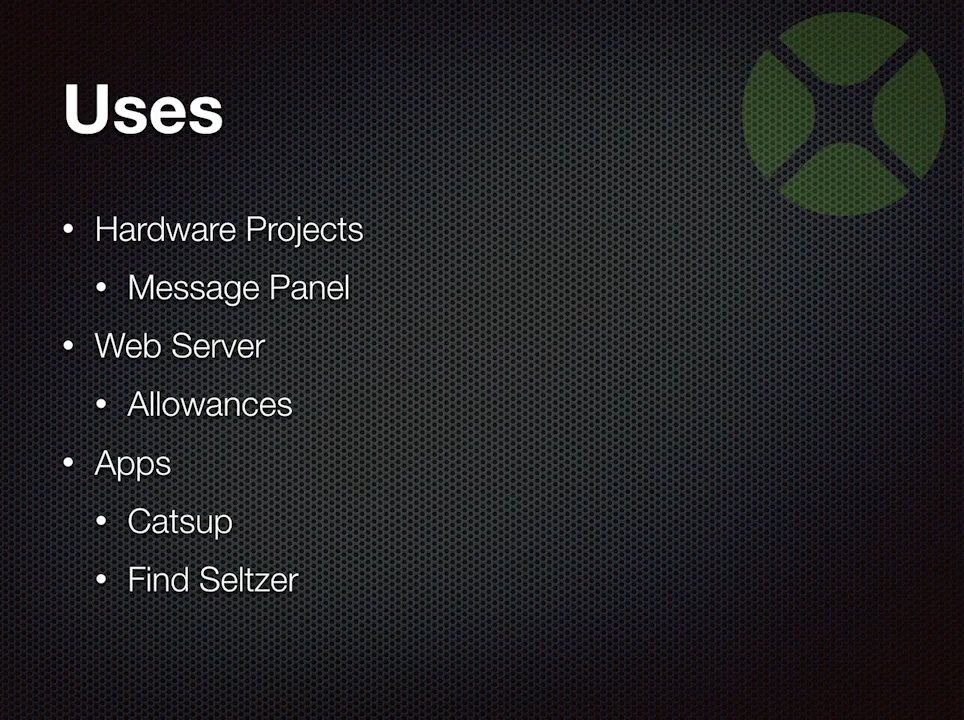 Uses
• Hardware Projects
• Message Panel
• Web Server
• Allowances
• Apps
• Catsup
• Find Seltzer